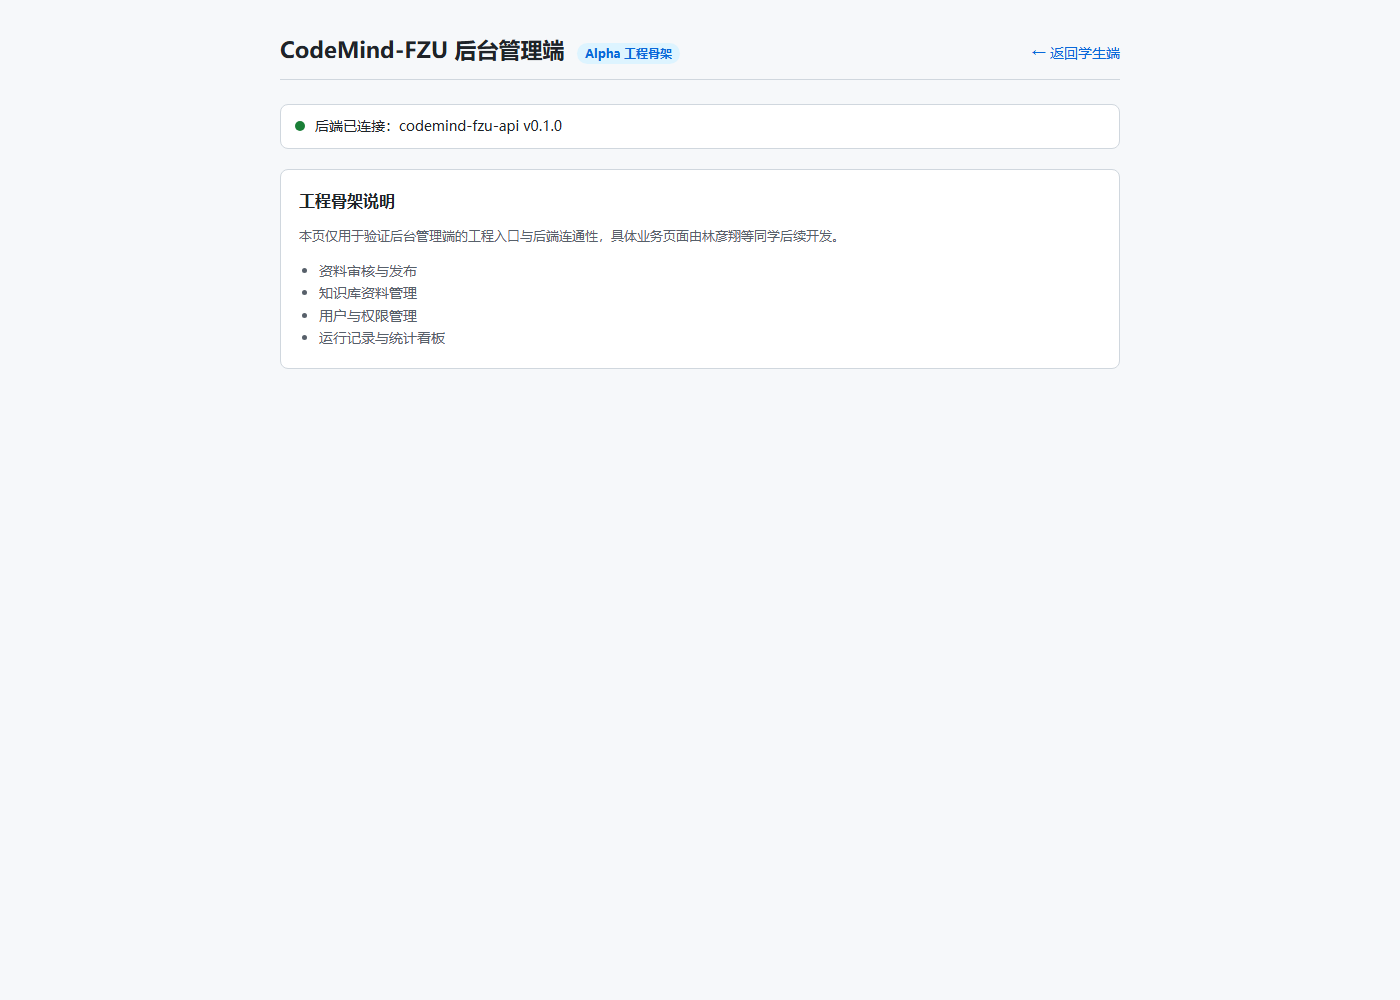 CodeMind-FZU 后台管理端 Alpha 工程骨架 ← 返回学生端
后端已连接：codemind-fzu-api v0.1.0
工程骨架说明
本页仅用于验证后台管理端的工程入口与后端连通性，具体业务页面由林彦翔等同学后续开发。
资料审核与发布
知识库资料管理
用户与权限管理
运行记录与统计看板